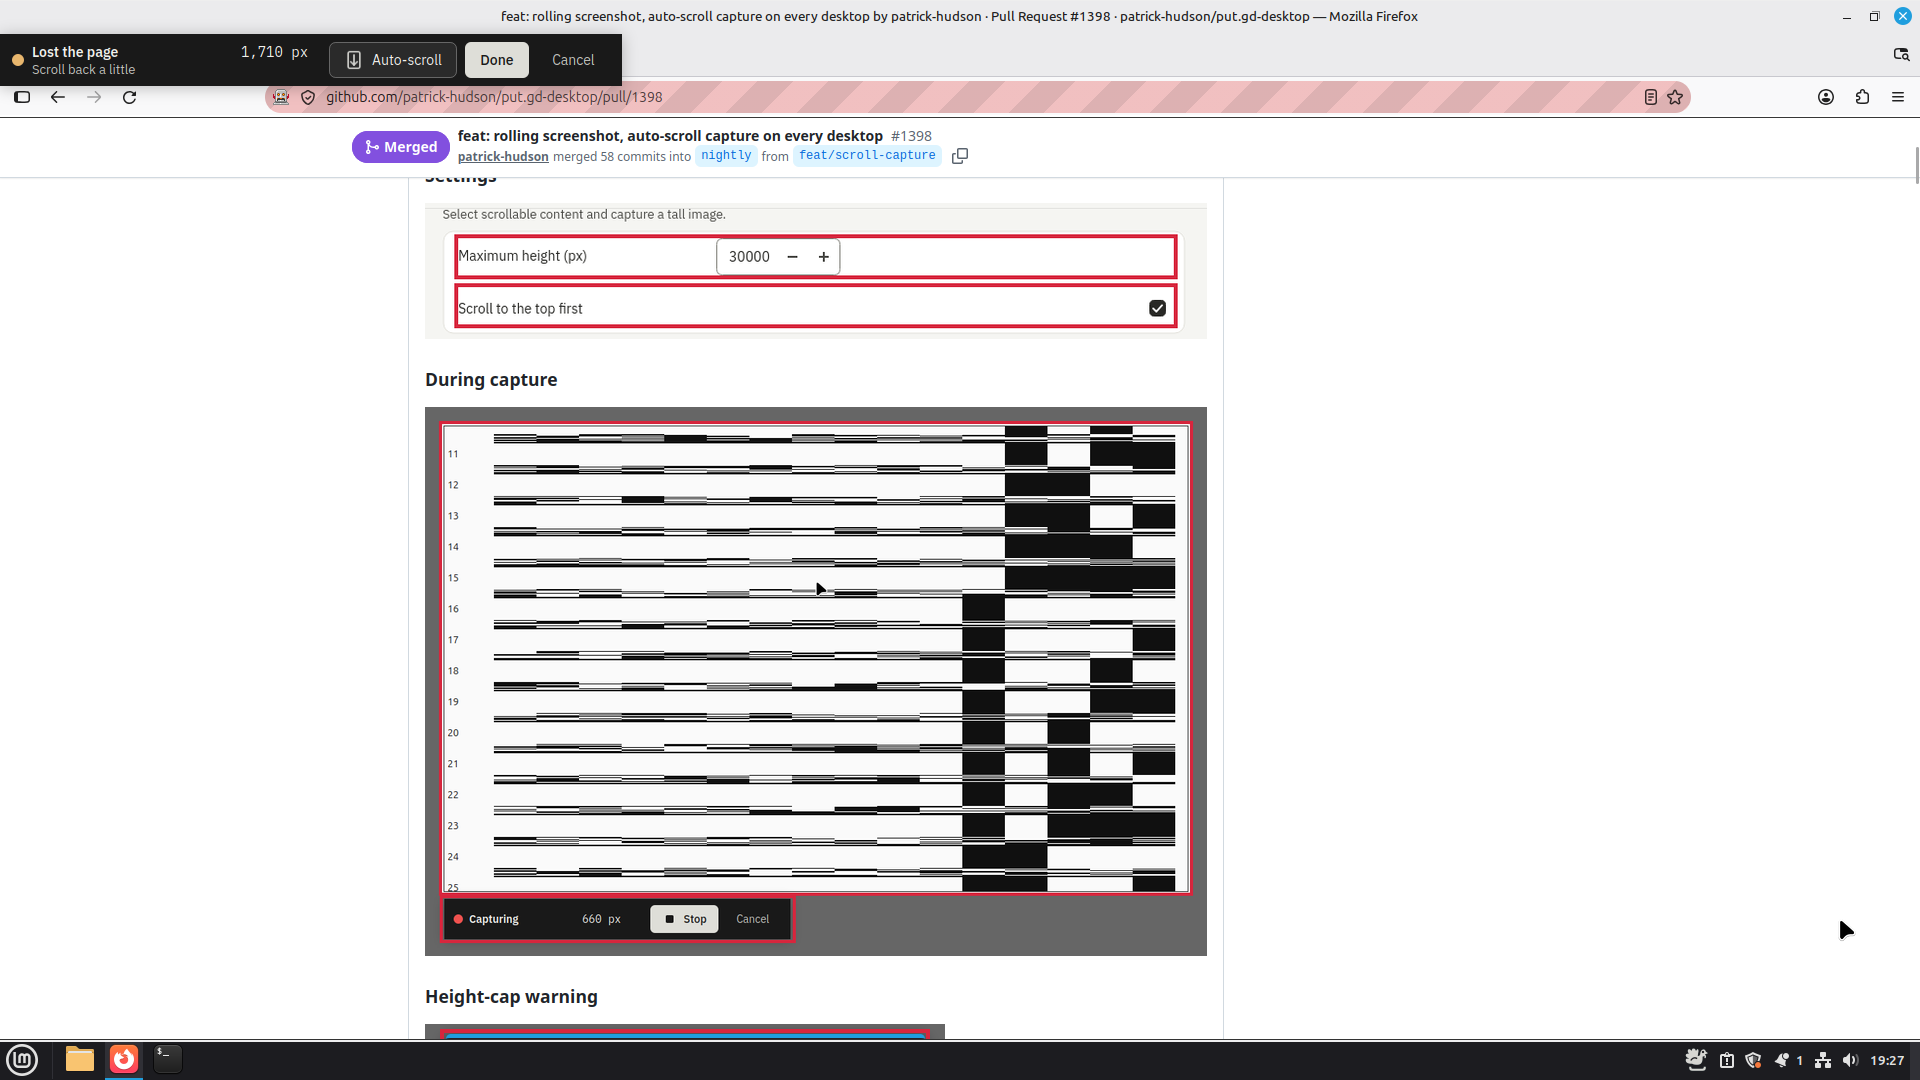 feat: rolling screenshot, auto-scroll capture on every desktop by patrick-hudson · Pull Request #1398 · patrick-hudson/put.gd-desktop — Mozilla Firefox
Lost the page
Scroll back a little
1,710 px
Auto-scroll
Done
Cancel
github.com/patrick-hudson/put.gd-desktop/pull/1398
Merged
feat: rolling screenshot, auto-scroll capture on every desktop #1398
patrick-hudson merged 58 commits into nightly from feat/scroll-capture
Settings
Select scrollable content and capture a tall image.
Maximum height (px) 30000 − +
Scroll to the top first
During capture
11
12
13
14
15
16
17
18
19
20
21
22
23
24
25
Capturing 660 px Stop Cancel
Height-cap warning
1 19:27